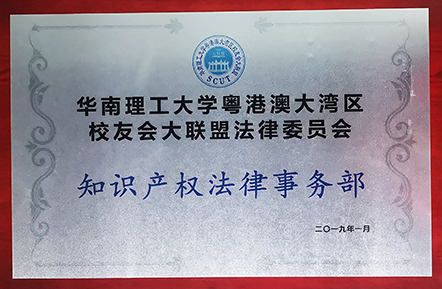 SCUT
华南理工大学粤港澳大湾区
校友会大联盟法律委员会
知识产权法律事务部
二〇一九年一月